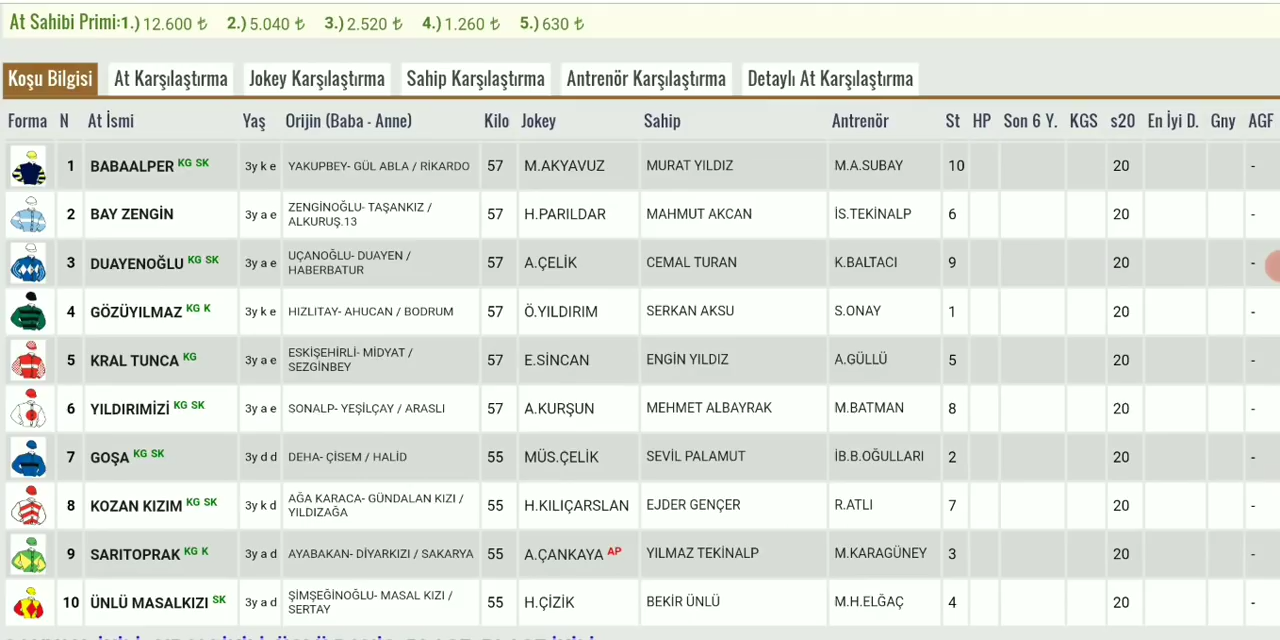 At Sahibi Primi:1.) 12.600 ₺ 2.) 5.040 ₺ 3.) 2.520 ₺ 4.) 1.260 ₺ 5.) 630 ₺
Koşu Bilgisi At Karşılaştırma Jokey Karşılaştırma Sahip Karşılaştırma Antrenör Karşılaştırma Detaylı At Karşılaştırma
Forma N At İsmi Yaş Orijin (Baba - Anne) Kilo Jokey Sahip Antrenör St HP Son 6 Y. KGS s20 En İyi D. Gny AGF
1 BABAALPER KG SK 3y k e YAKUPBEY- GÜL ABLA / RİKARDO 57 M.AKYAVUZ MURAT YILDIZ M.A.SUBAY 10 20 -
2 BAY ZENGİN 3y a e ZENGİNOĞLU- TAŞANKIZ / ALKURUŞ.13 57 H.PARILDAR MAHMUT AKCAN İS.TEKİNALP 6 20 -
3 DUAYENOĞLU KG SK 3y a e UÇANOĞLU- DUAYEN / HABERBATUR 57 A.ÇELİK CEMAL TURAN K.BALTACI 9 20 -
4 GÖZÜYILMAZ KG K 3y k e HIZLITAY- AHUCAN / BODRUM 57 Ö.YILDIRIM SERKAN AKSU S.ONAY 1 20 -
5 KRAL TUNCA KG 3y a e ESKİŞEHİRLİ- MİDYAT / SEZGİNBEY 57 E.SİNCAN ENGİN YILDIZ A.GÜLLÜ 5 20 -
6 YILDIRIMİZİ KG SK 3y a e SONALP- YEŞİLÇAY / ARASLI 57 A.KURŞUN MEHMET ALBAYRAK M.BATMAN 8 20 -
7 GOŞA KG SK 3y d d DEHA- ÇİSEM / HALİD 55 MÜS.ÇELİK SEVİL PALAMUT İB.B.OĞULLARI 2 20 -
8 KOZAN KIZIM KG SK 3y k d AĞA KARACA- GÜNDALAN KIZI / YILDIZAĞA 55 H.KILIÇARSLAN EJDER GENÇER R.ATLI 7 20 -
9 SARITOPRAK KG K 3y a d AYABAKAN- DİYARKIZI / SAKARYA 55 A.ÇANKAYA AP YILMAZ TEKİNALP M.KARAGÜNEY 3 20 -
10 ÜNLÜ MASALKIZI SK 3y a d ŞİMŞEĞİNOĞLU- MASAL KIZI / SERTAY 55 H.ÇİZİK BEKİR ÜNLÜ M.H.ELĞAÇ 4 20 -